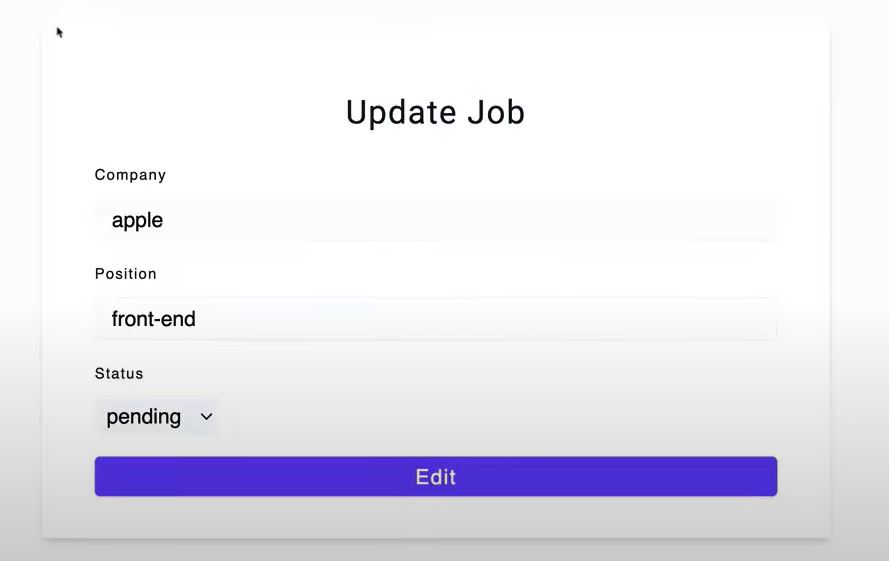 Update Job
Company
apple
Position
front-end
Status
pending
Edit